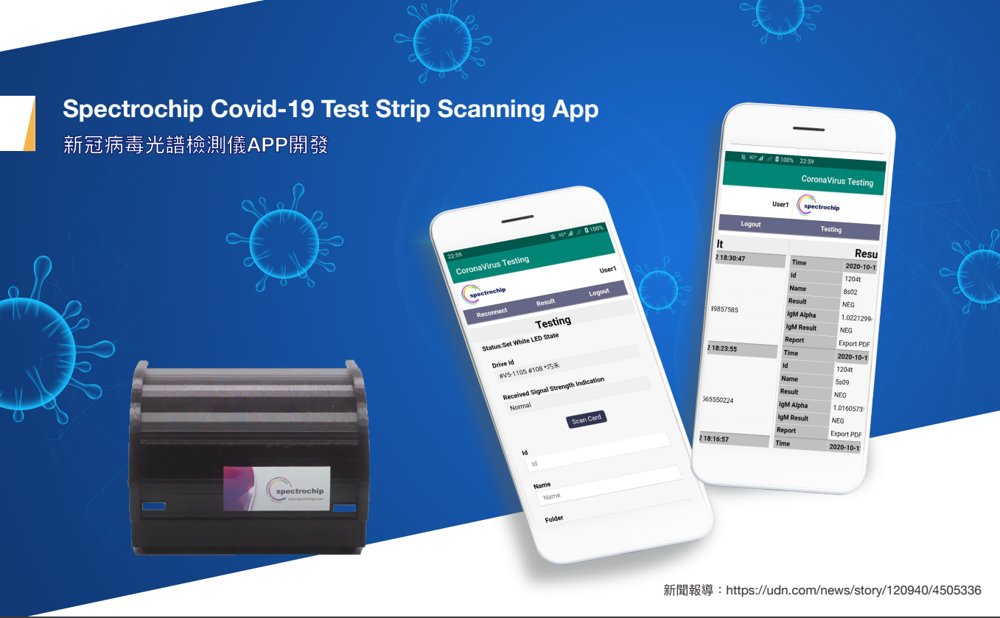 Spectrochip Covid-19 Test Strip Scanning App
新冠病毒光譜檢測儀APP開發
spectrochip
www.spectrochips.com
22:59
4G+ 100%
CoronaVirus Testing
spectrochip
User1
Reconnect Result Logout
Testing
Status:Set White LED State
Drive Id
#V5-1105 #108 *巧禾
Received Signal Strength Indication
Normal
Scan Card
Id
Id
Name
Name
Folder
4G+ 100% 22:59
CoronaVirus Testing
User1 spectrochip
Logout Testing
lt Resu
2 18:30:47 Time 2020-10-1
Id 1204t
Name 8s02
Result NEG
49857585 IgM Alpha 1.0221299
IgM Result NEG
Report Export PDF
2 18:23:55 Time 2020-10-1
Id 1204t
Name 5s09
Result NEG
565550224 IgM Alpha 1.0160573
IgM Result NEG
Report Export PDF
2 18:16:57 Time 2020-10-1
新聞報導：https://udn.com/news/story/120940/4505336